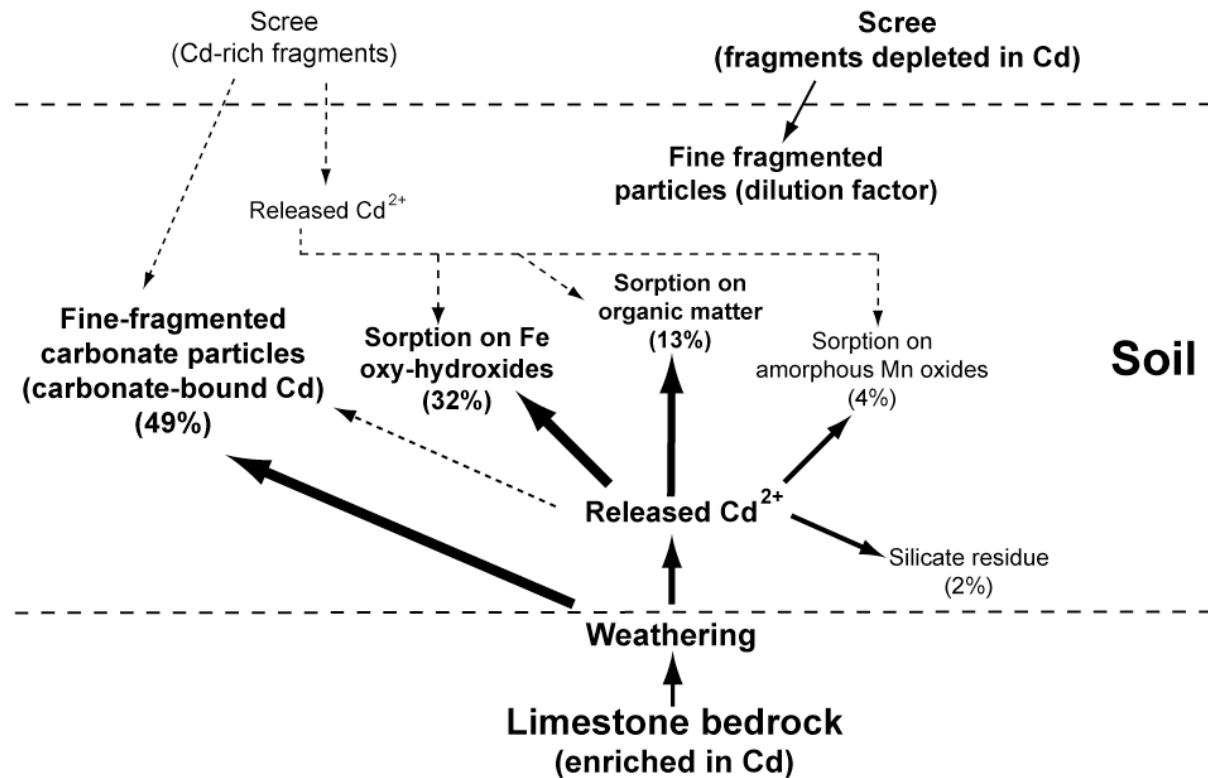 Scree
(Cd-rich fragments)
Scree
(fragments depleted in Cd)
Fine fragmented
particles (dilution factor)
Released Cd²⁺
Fine-fragmented
carbonate particles
(carbonate-bound Cd)
(49%)
Sorption on Fe
oxy-hydroxides
(32%)
Sorption on
organic matter
(13%)
Sorption on
amorphous Mn oxides
(4%)
Soil
Released Cd²⁺
Silicate residue
(2%)
Weathering
Limestone bedrock
(enriched in Cd)